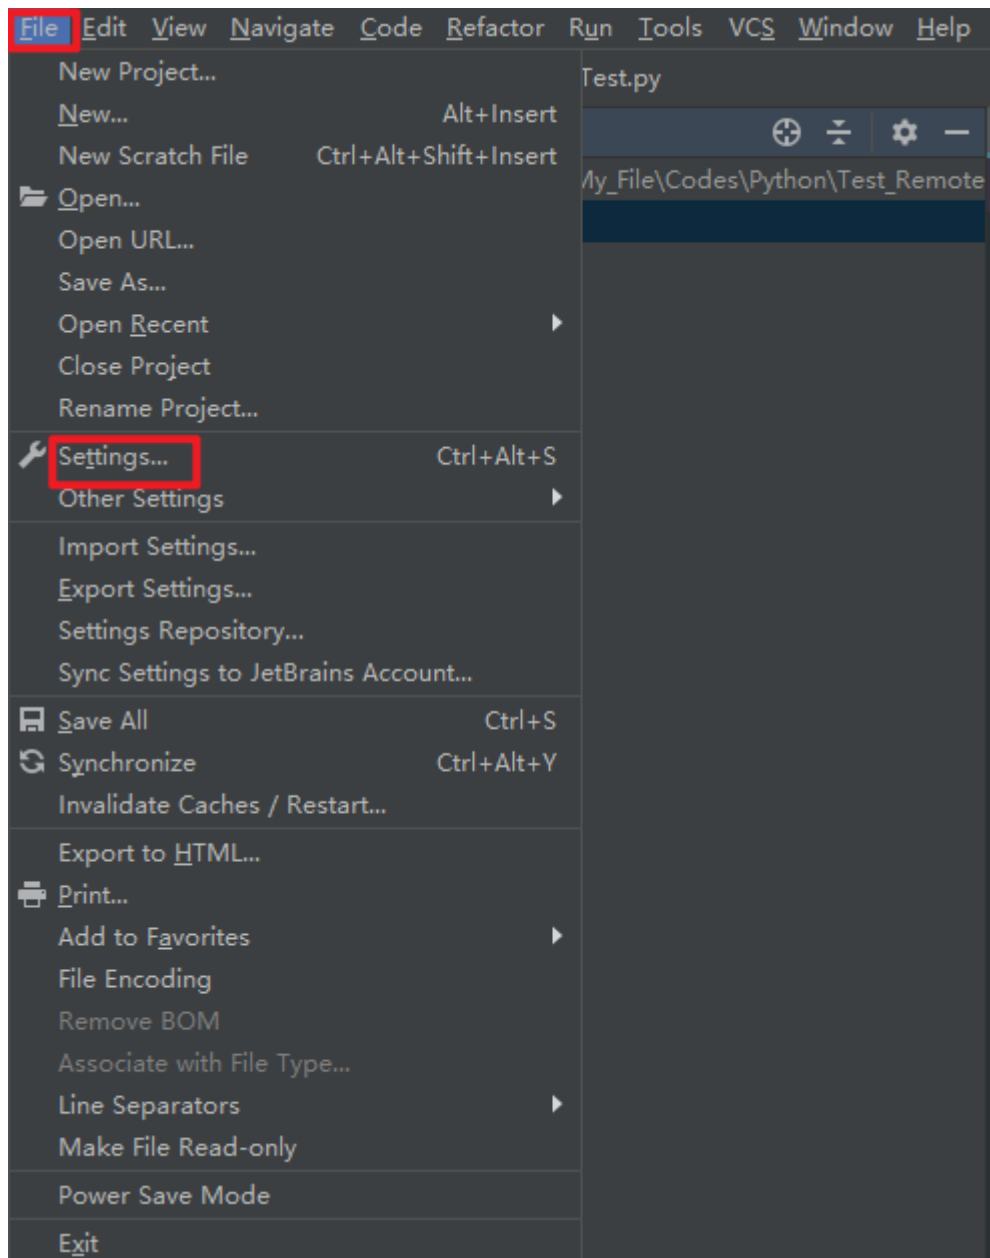 File Edit View Navigate Code Refactor Run Tools VCS Window Help
New Project...
Test.py
New... Alt+Insert
New Scratch File Ctrl+Alt+Shift+Insert
My_File\Codes\Python\Test_Remote
Open...
Open URL...
Save As...
Open Recent
Close Project
Rename Project...
Settings... Ctrl+Alt+S
Other Settings
Import Settings...
Export Settings...
Settings Repository...
Sync Settings to JetBrains Account...
Save All Ctrl+S
Synchronize Ctrl+Alt+Y
Invalidate Caches / Restart...
Export to HTML...
Print...
Add to Favorites
File Encoding
Remove BOM
Associate with File Type...
Line Separators
Make File Read-only
Power Save Mode
Exit